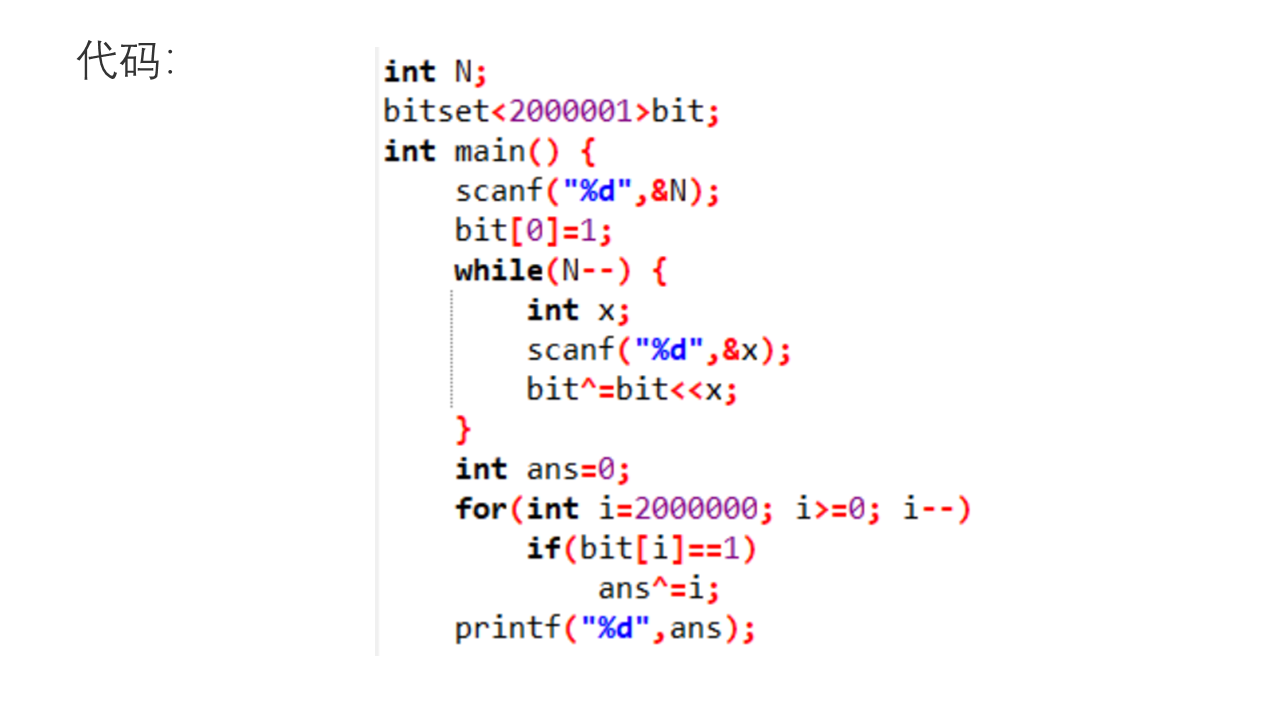 代码：
int N;
bitset<2000001>bit;
int main() {
    scanf("%d",&N);
    bit[0]=1;
    while(N--) {
        int x;
        scanf("%d",&x);
        bit^=bit<<x;
    }
    int ans=0;
    for(int i=2000000; i>=0; i--)
        if(bit[i]==1)
            ans^=i;
    printf("%d",ans);